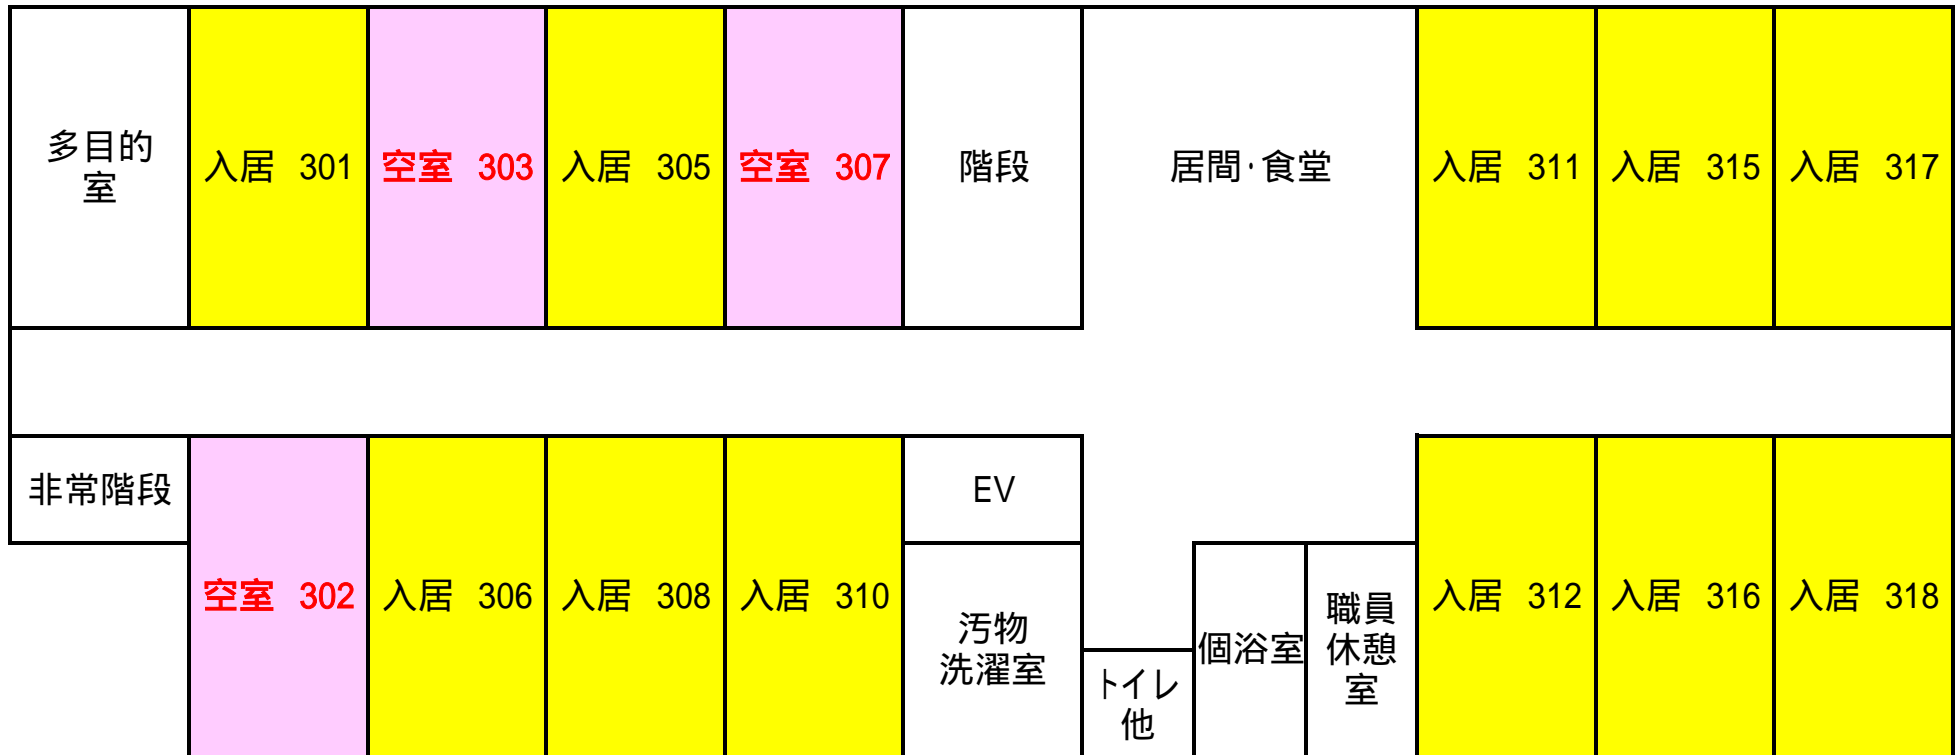 多目的
室
入居 301
空室 303
入居 305
空室 307
階段
居間・食堂
入居 311
入居 315
入居 317
非常階段
空室 302
入居 306
入居 308
入居 310
EV
汚物
洗濯室
トイレ
他
個浴室
職員
休憩
室
入居 312
入居 316
入居 318